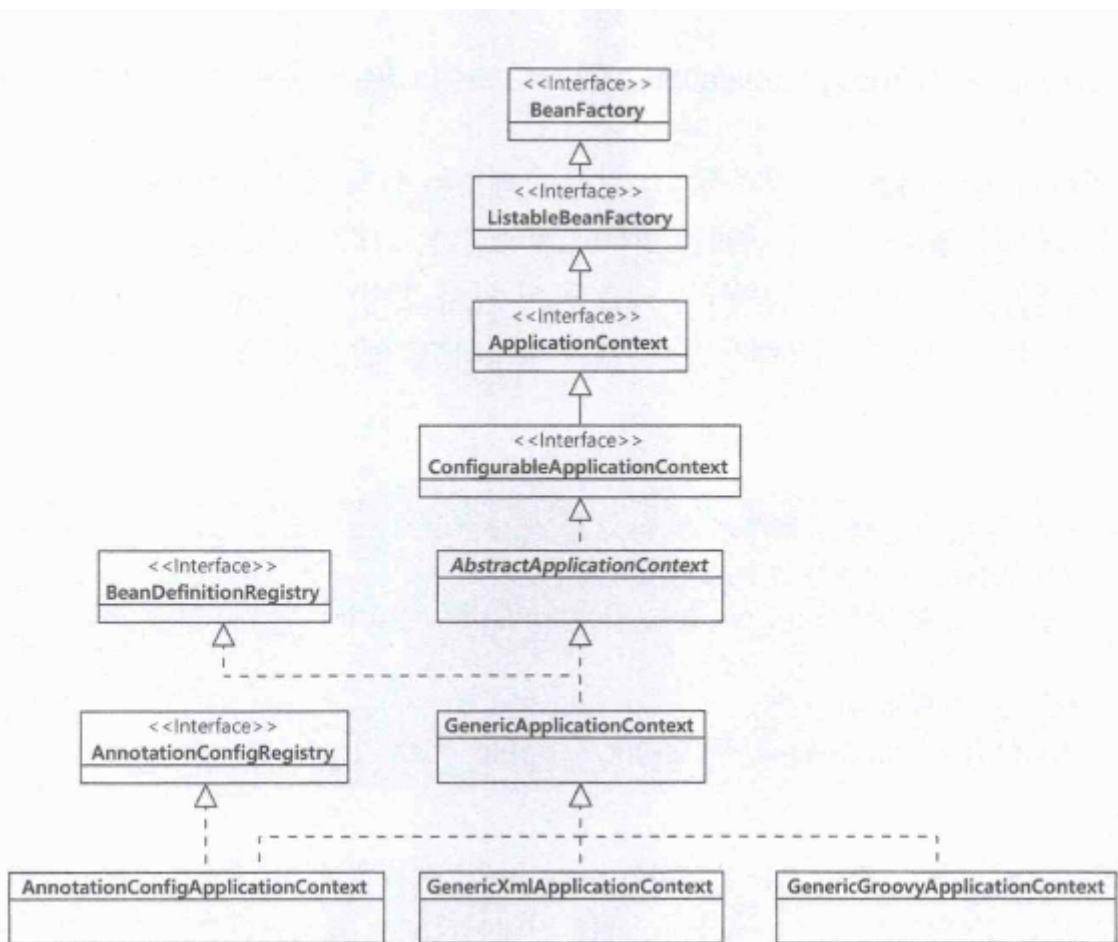 <<Interface>>
BeanFactory
<<Interface>>
ListableBeanFactory
<<Interface>>
ApplicationContext
<<Interface>>
ConfigurableApplicationContext
<<Interface>>
BeanDefinitionRegistry
AbstractApplicationContext
<<Interface>>
AnnotationConfigRegistry
GenericApplicationContext
AnnotationConfigApplicationContext
GenericXmlApplicationContext
GenericGroovyApplicationContext